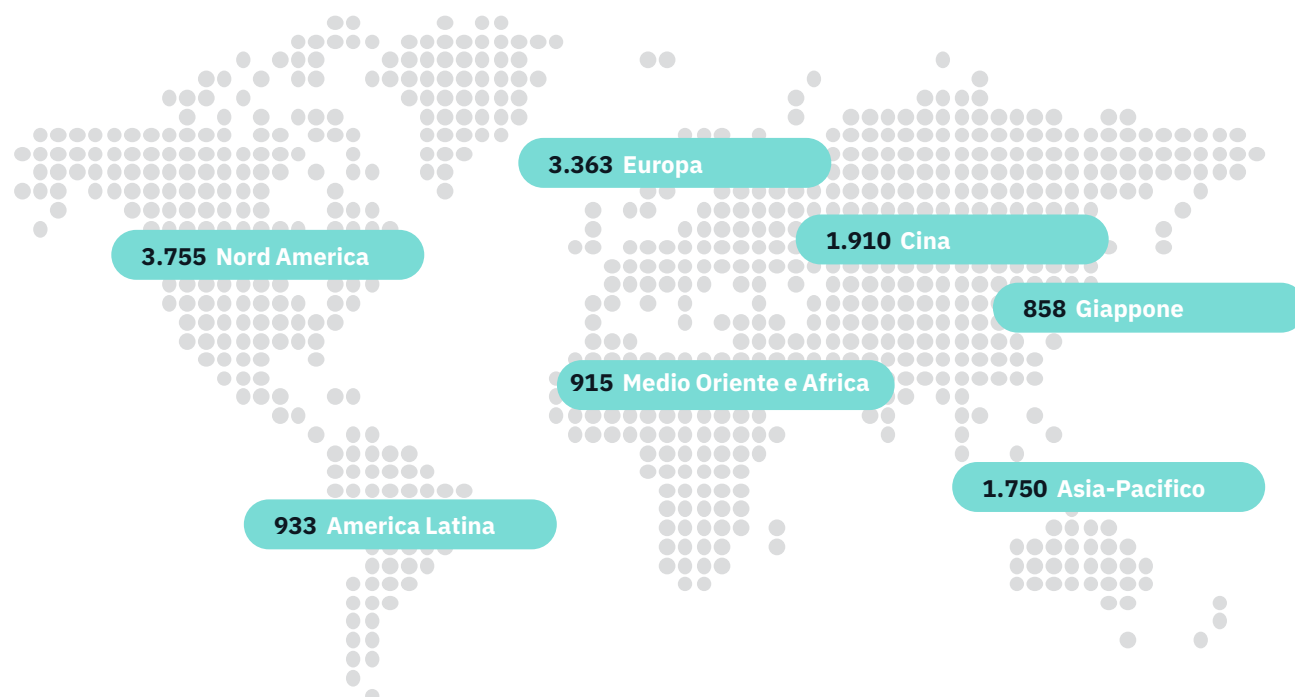 3.363 Europa
1.910 Cina
3.755 Nord America
858 Giappone
915 Medio Oriente e Africa
1.750 Asia-Pacifico
933 America Latina